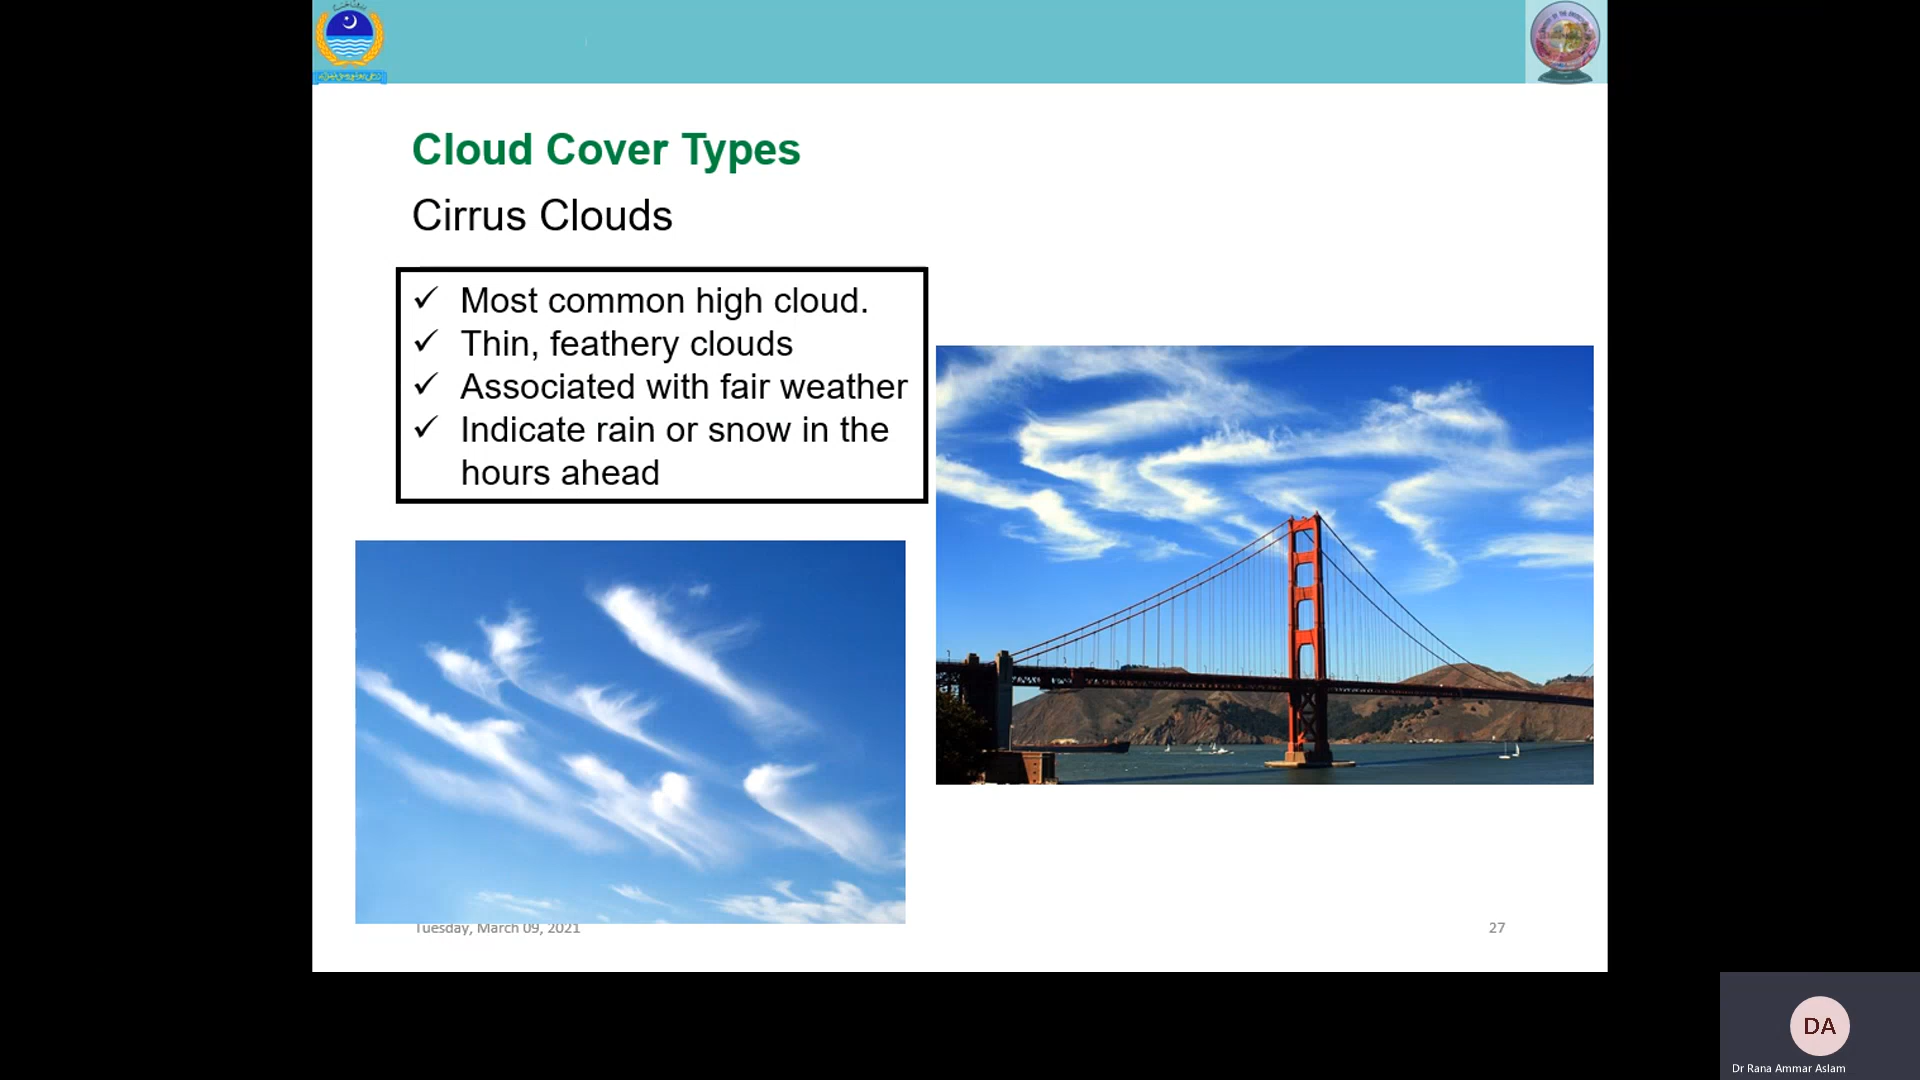 Cloud Cover Types
Cirrus Clouds
✓ Most common high cloud.
✓ Thin, feathery clouds
✓ Associated with fair weather
✓ Indicate rain or snow in the
hours ahead
Tuesday, March 09, 2021
27
DA
Dr Rana Ammar Aslam